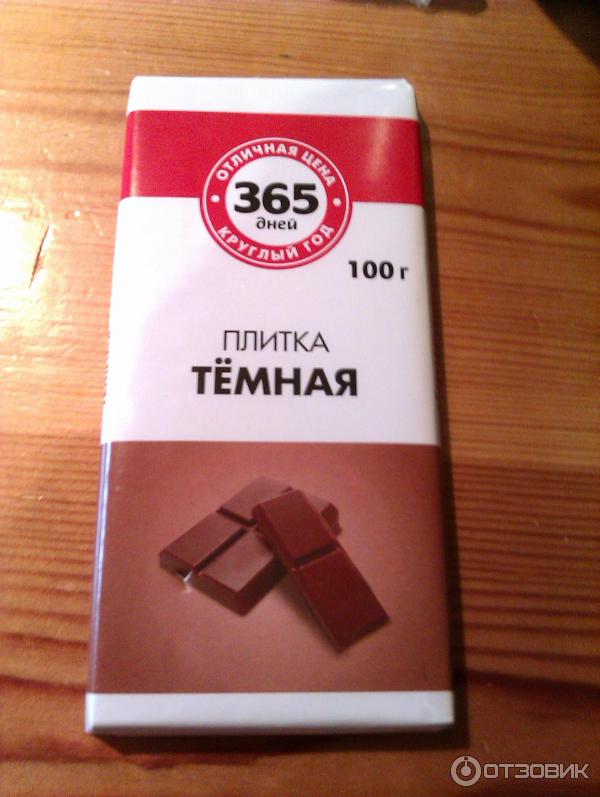 ОТЛИЧНАЯ ЦЕНА
365
дней
КРУГЛЫЙ ГОД
100 г
ПЛИТКА
ТЁМНАЯ
ОТЗОВИК